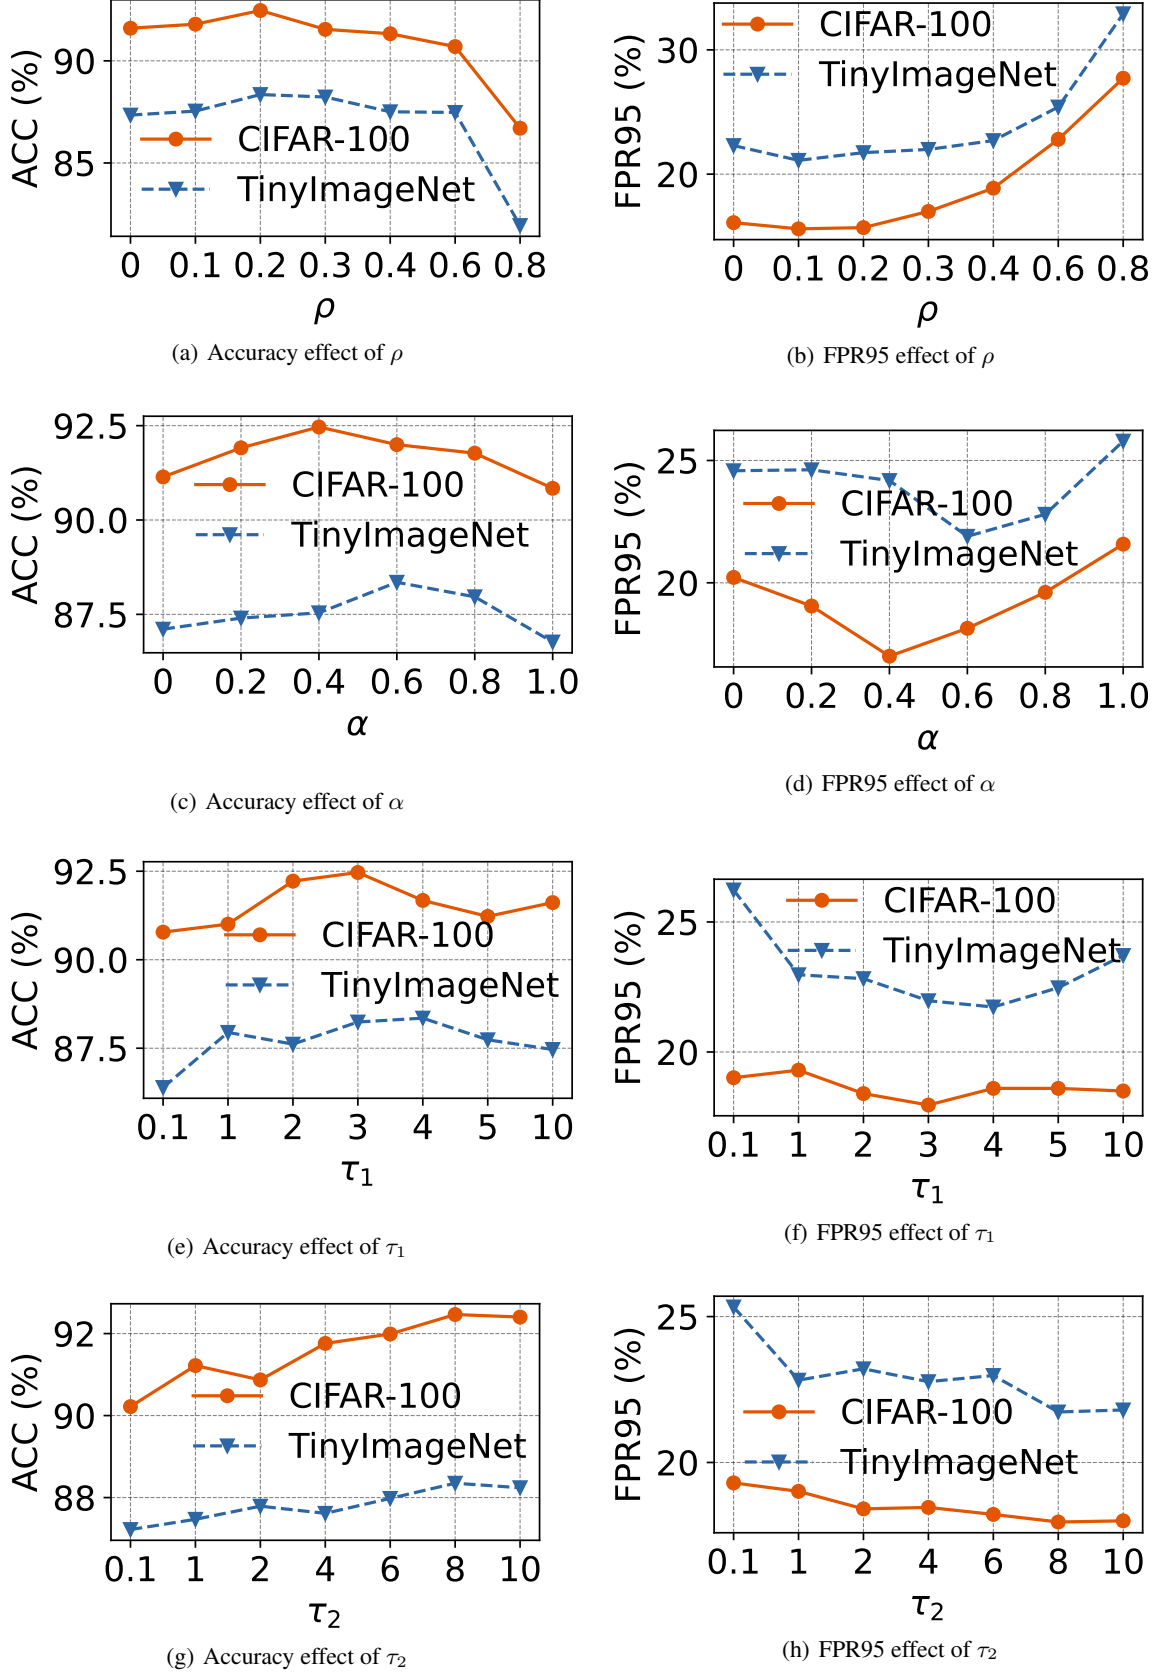 ACC (%)
90
85
CIFAR-100
TinyImageNet
0 0.1 0.2 0.3 0.4 0.6 0.8
ρ
(a) Accuracy effect of ρ
FPR95 (%)
30
20
CIFAR-100
TinyImageNet
0 0.1 0.2 0.3 0.4 0.6 0.8
ρ
(b) FPR95 effect of ρ
ACC (%)
92.5
90.0
87.5
CIFAR-100
TinyImageNet
0 0.2 0.4 0.6 0.8 1.0
α
(c) Accuracy effect of α
FPR95 (%)
25
20
CIFAR-100
TinyImageNet
0 0.2 0.4 0.6 0.8 1.0
α
(d) FPR95 effect of α
ACC (%)
92.5
90.0
87.5
CIFAR-100
TinyImageNet
0.1 1 2 3 4 5 10
τ₁
(e) Accuracy effect of τ₁
FPR95 (%)
25
20
CIFAR-100
TinyImageNet
0.1 1 2 3 4 5 10
τ₁
(f) FPR95 effect of τ₁
ACC (%)
92
90
88
CIFAR-100
TinyImageNet
0.1 1 2 4 6 8 10
τ₂
(g) Accuracy effect of τ₂
FPR95 (%)
25
20
CIFAR-100
TinyImageNet
0.1 1 2 4 6 8 10
τ₂
(h) FPR95 effect of τ₂